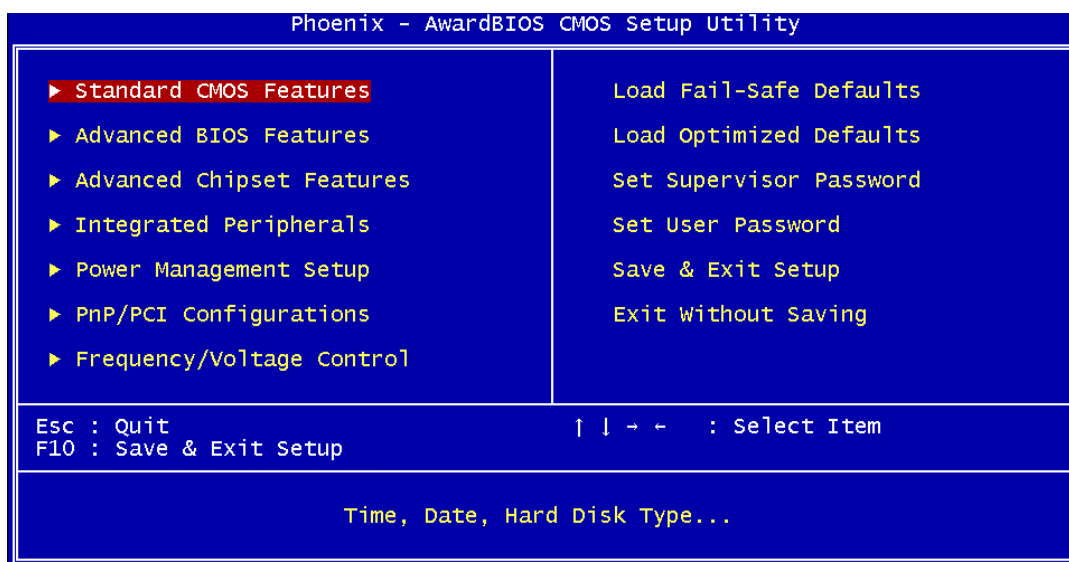 Phoenix - AwardBIOS CMOS Setup Utility
▶ Standard CMOS Features
▶ Advanced BIOS Features
▶ Advanced Chipset Features
▶ Integrated Peripherals
▶ Power Management Setup
▶ PnP/PCI Configurations
▶ Frequency/Voltage Control
Load Fail-Safe Defaults
Load Optimized Defaults
Set Supervisor Password
Set User Password
Save & Exit Setup
Exit Without Saving
Esc : Quit
F10 : Save & Exit Setup
↑ ↓ → ← : Select Item
Time, Date, Hard Disk Type...